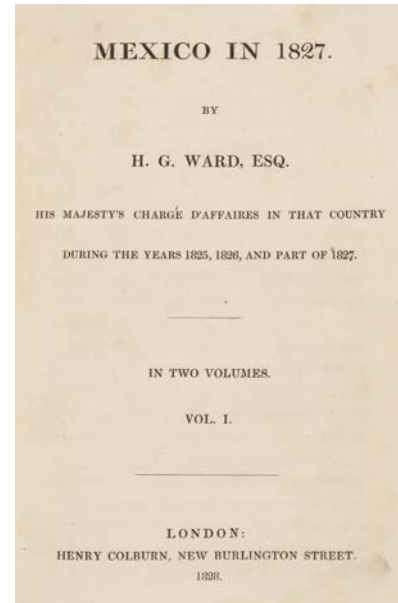 MEXICO IN 1827.
BY
H. G. WARD, ESQ.
HIS MAJESTY'S CHARGÉ D'AFFAIRES IN THAT COUNTRY
DURING THE YEARS 1825, 1826, AND PART OF 1827.
IN TWO VOLUMES.
VOL. I.
LONDON:
HENRY COLBURN, NEW BURLINGTON STREET.
1828.